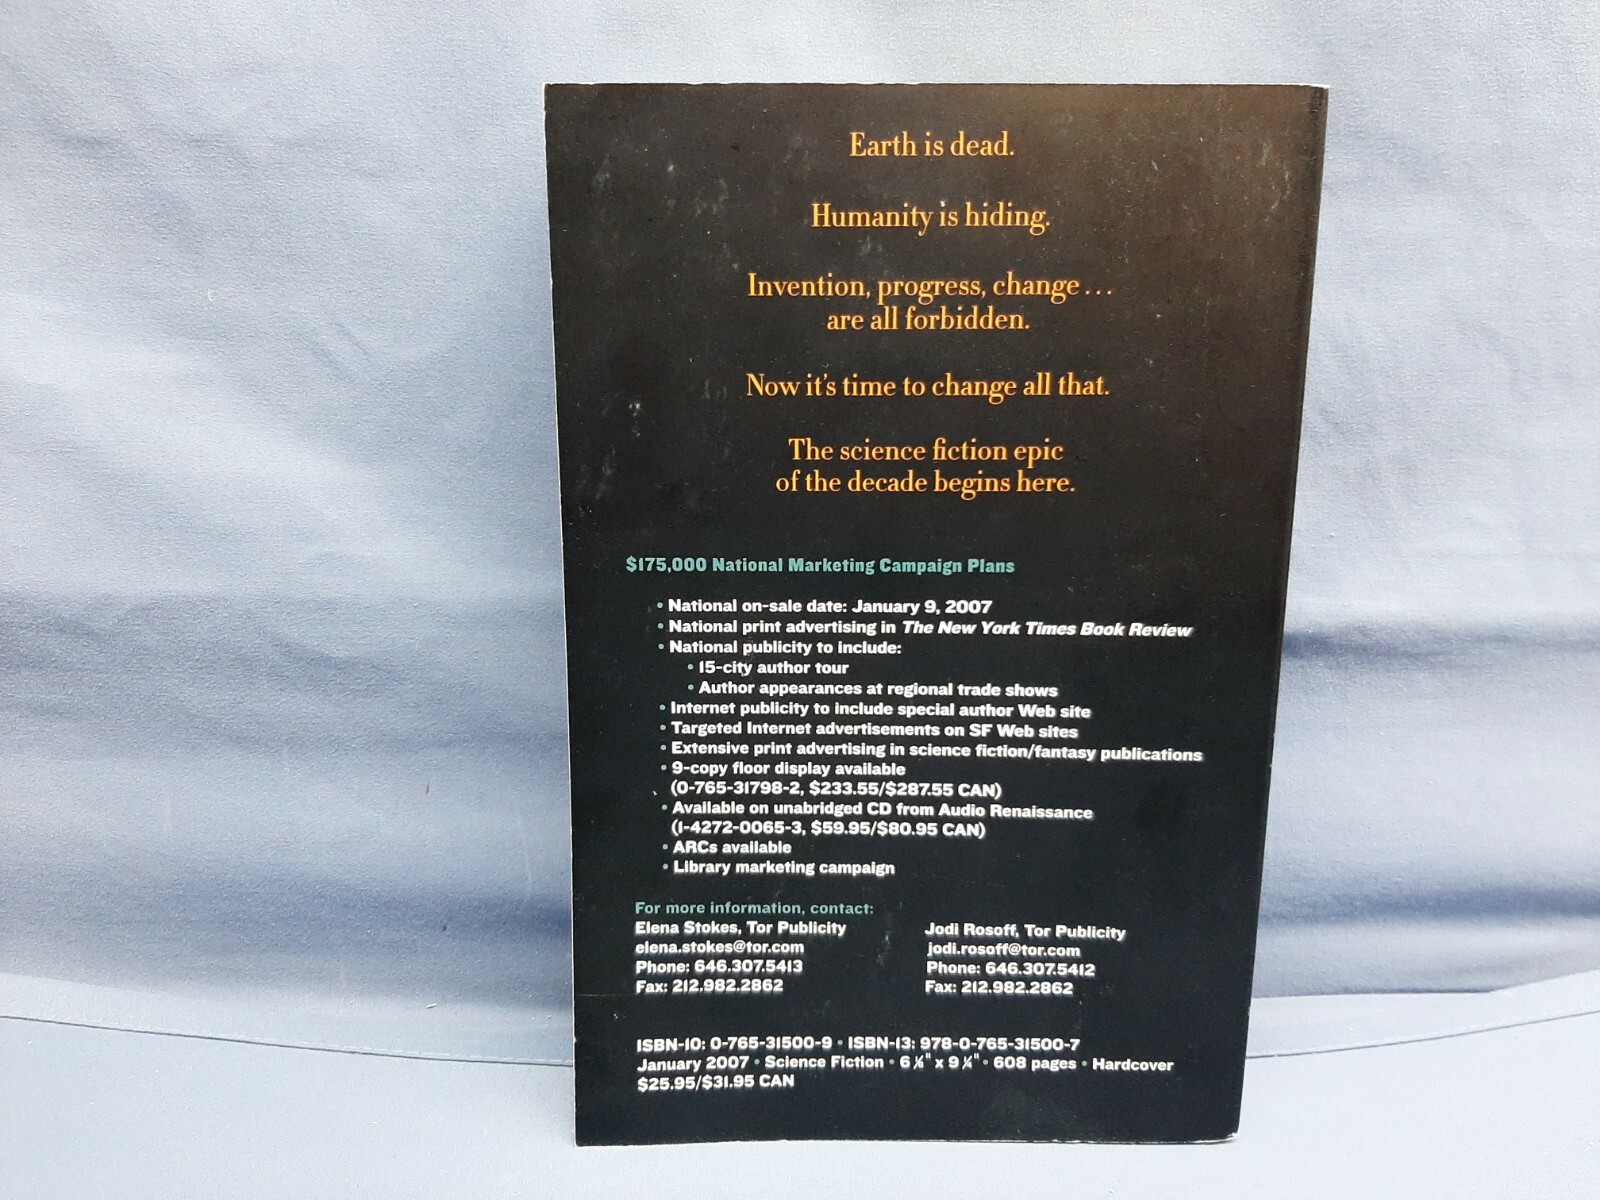 Earth is dead.
Humanity is hiding.
Invention, progress, change...
are all forbidden.
Now it's time to change all that.
The science fiction epic
of the decade begins here.
$175,000 National Marketing Campaign Plans
• National on-sale date: January 9, 2007
• National print advertising in The New York Times Book Review
• National publicity to include:
• 15-city author tour
• Author appearances at regional trade shows
• Internet publicity to include special author Web site
• Targeted Internet advertisements on SF Web sites
• Extensive print advertising in science fiction/fantasy publications
• 9-copy floor display available
(0-765-31798-2, $233.55/$287.55 CAN)
• Available on unabridged CD from Audio Renaissance
(1-4272-0065-3, $59.95/$80.95 CAN)
• ARCs available
• Library marketing campaign
For more information, contact:
Elena Stokes, Tor Publicity
elena.stokes@tor.com
Phone: 646.307.5413
Fax: 212.982.2862
Jodi Rosoff, Tor Publicity
jodi.rosoff@tor.com
Phone: 646.307.5412
Fax: 212.982.2862
ISBN-10: 0-765-31500-9 • ISBN-13: 978-0-765-31500-7
January 2007 • Science Fiction • 6 ⅛" x 9 ¼" • 608 pages • Hardcover
$25.95/$31.95 CAN